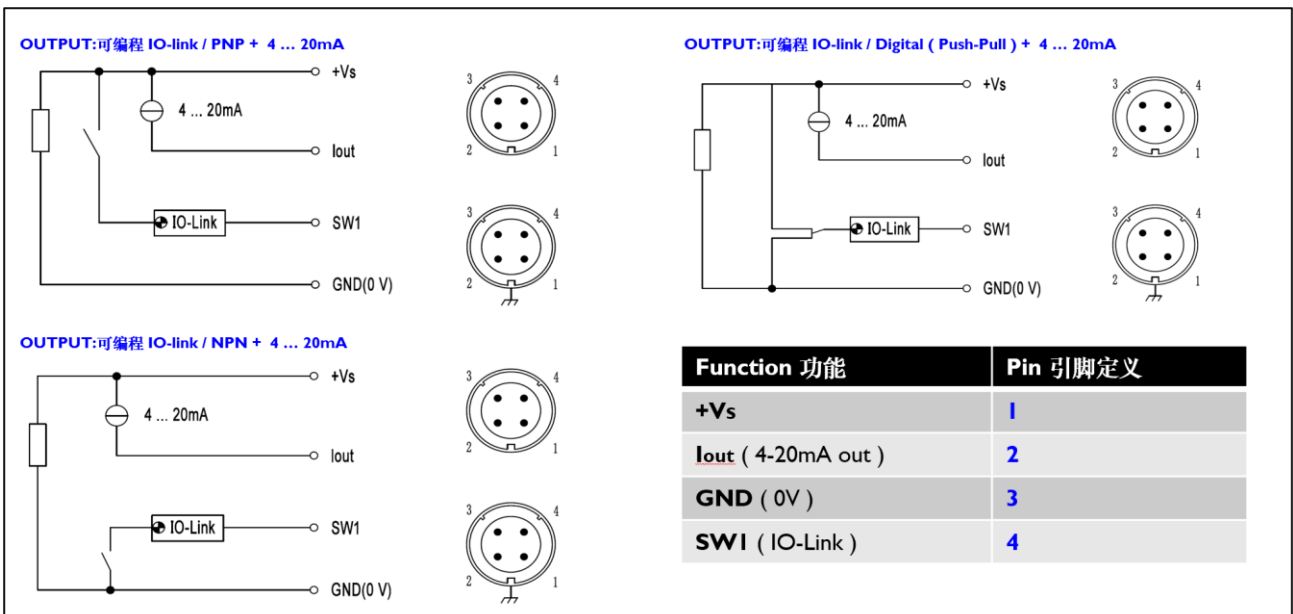 OUTPUT:可编程 IO-link / PNP + 4 ... 20mA
+Vs
4 ... 20mA
Iout
IO-Link
SW1
GND(0 V)
3
4
2
1
3
4
2
1
OUTPUT:可编程 IO-link / Digital ( Push-Pull ) + 4 ... 20mA
+Vs
4 ... 20mA
Iout
IO-Link
SW1
GND(0 V)
3
4
2
1
3
4
2
1
OUTPUT:可编程 IO-link / NPN + 4 ... 20mA
+Vs
4 ... 20mA
Iout
IO-Link
SW1
GND(0 V)
3
4
2
1
3
4
2
1
Function 功能 Pin 引脚定义
+Vs 1
Iout ( 4-20mA out ) 2
GND ( 0V ) 3
SW1 ( IO-Link ) 4